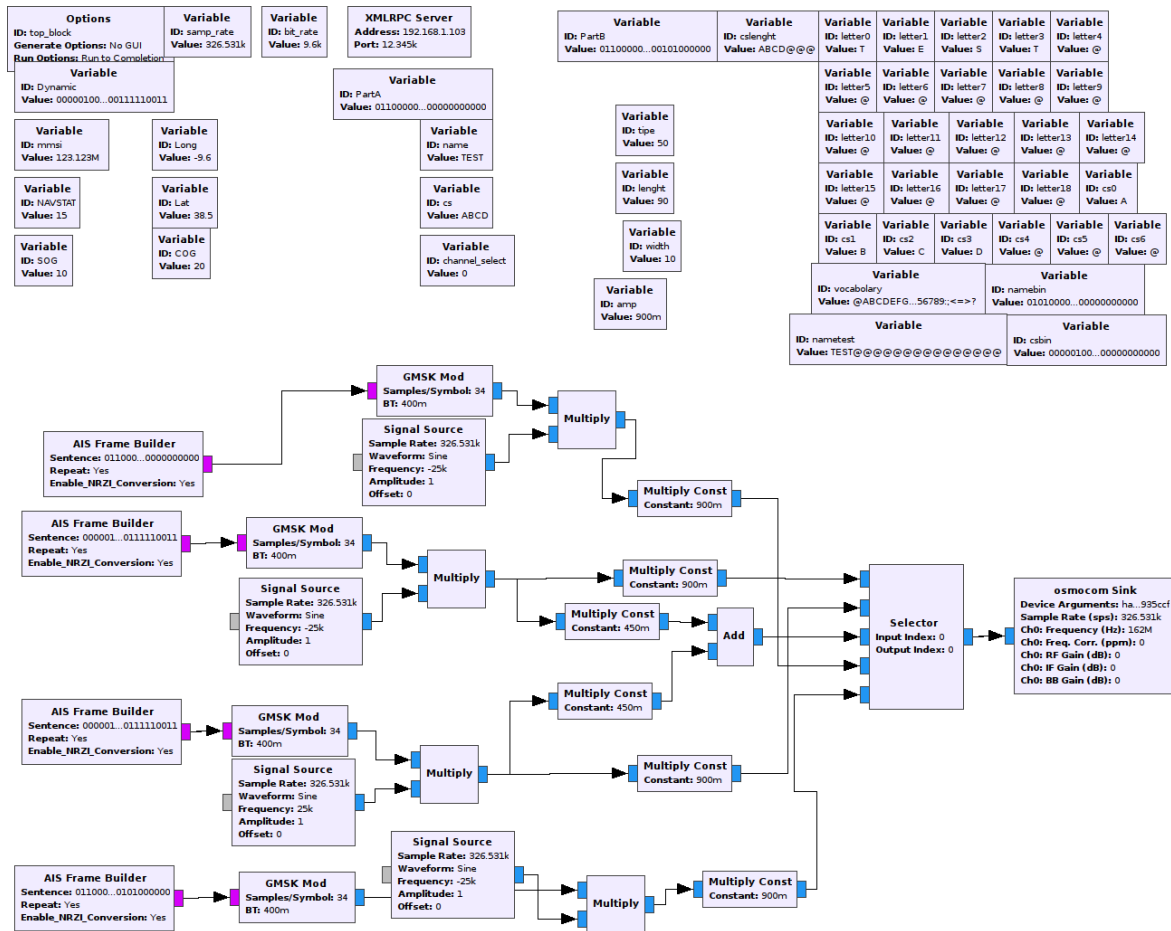 Options
ID: top_block
Generate Options: No GUI
Run Options: Run to Completion
Variable
ID: samp_rate
Value: 326.531k
Variable
ID: bit_rate
Value: 9.6k
XMLRPC Server
Address: 192.168.1.103
Port: 12.345k
Variable
ID: PartB
Value: 01100000...00101000000
Variable
ID: cslenght
Value: ABCD@@@
Variable
ID: letter0
Value: T
Variable
ID: letter1
Value: E
Variable
ID: letter2
Value: S
Variable
ID: letter3
Value: T
Variable
ID: letter4
Value: @
Variable
ID: Dynamic
Value: 00000100...00111110011
Variable
ID: PartA
Value: 01100000...00000000000
Variable
ID: letter5
Value: @
Variable
ID: letter6
Value: @
Variable
ID: letter7
Value: @
Variable
ID: letter8
Value: @
Variable
ID: letter9
Value: @
Variable
ID: mmsi
Value: 123.123M
Variable
ID: Long
Value: -9.6
Variable
ID: name
Value: TEST
Variable
ID: tipe
Value: 50
Variable
ID: letter10
Value: @
Variable
ID: letter11
Value: @
Variable
ID: letter12
Value: @
Variable
ID: letter13
Value: @
Variable
ID: letter14
Value: @
Variable
ID: NAVSTAT
Value: 15
Variable
ID: Lat
Value: 38.5
Variable
ID: cs
Value: ABCD
Variable
ID: lenght
Value: 90
Variable
ID: letter15
Value: @
Variable
ID: letter16
Value: @
Variable
ID: letter17
Value: @
Variable
ID: letter18
Value: @
Variable
ID: cs0
Value: A
Variable
ID: SOG
Value: 10
Variable
ID: COG
Value: 20
Variable
ID: channel_select
Value: 0
Variable
ID: width
Value: 10
Variable
ID: cs1
Value: B
Variable
ID: cs2
Value: C
Variable
ID: cs3
Value: D
Variable
ID: cs4
Value: @
Variable
ID: cs5
Value: @
Variable
ID: cs6
Value: @
Variable
ID: amp
Value: 900m
Variable
ID: vocabolary
Value: @ABCDEFG...56789:;<=>?
Variable
ID: namebin
Value: 01010000...00000000000
Variable
ID: nametest
Value: TEST@@@@@@@@@@@@@@@
Variable
ID: csbin
Value: 00000100...00000000000
GMSK Mod
Samples/Symbol: 34
BT: 400m
Multiply
Signal Source
Sample Rate: 326.531k
Waveform: Sine
Frequency: -25k
Amplitude: 1
Offset: 0
AIS Frame Builder
Sentence: 011000...0000000000
Repeat: Yes
Enable_NRZI_Conversion: Yes
Multiply Const
Constant: 900m
AIS Frame Builder
Sentence: 000001...0111110011
Repeat: Yes
Enable_NRZI_Conversion: Yes
GMSK Mod
Samples/Symbol: 34
BT: 400m
Multiply
Signal Source
Sample Rate: 326.531k
Waveform: Sine
Frequency: -25k
Amplitude: 1
Offset: 0
Multiply Const
Constant: 900m
Multiply Const
Constant: 450m
Add
Selector
Input Index: 0
Output Index: 0
osmocom Sink
Device Arguments: ha...935ccf
Sample Rate (sps): 326.531k
Ch0: Frequency (Hz): 162M
Ch0: Freq. Corr. (ppm): 0
Ch0: RF Gain (dB): 0
Ch0: IF Gain (dB): 0
Ch0: BB Gain (dB): 0
Multiply Const
Constant: 450m
AIS Frame Builder
Sentence: 000001...0111110011
Repeat: Yes
Enable_NRZI_Conversion: Yes
GMSK Mod
Samples/Symbol: 34
BT: 400m
Multiply
Signal Source
Sample Rate: 326.531k
Waveform: Sine
Frequency: 25k
Amplitude: 1
Offset: 0
Multiply Const
Constant: 900m
Signal Source
Sample Rate: 326.531k
Waveform: Sine
Frequency: -25k
Amplitude: 1
Offset: 0
AIS Frame Builder
Sentence: 011000...0101000000
Repeat: Yes
Enable_NRZI_Conversion: Yes
GMSK Mod
Samples/Symbol: 34
BT: 400m
Multiply
Multiply Const
Constant: 900m